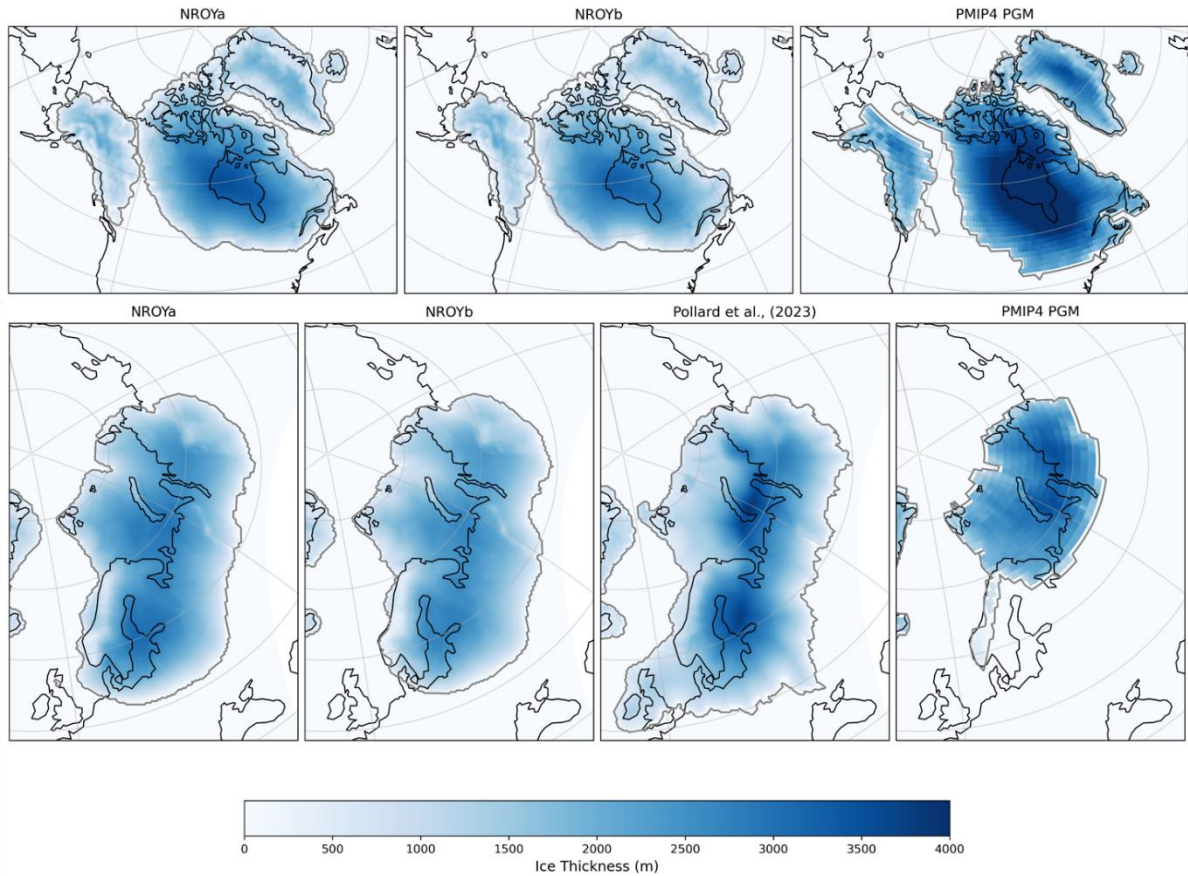 NROYa
NROYb
PMIP4 PGM
NROYa
NROYb
Pollard et al., (2023)
PMIP4 PGM
0 500 1000 1500 2000 2500 3000 3500 4000
Ice Thickness (m)